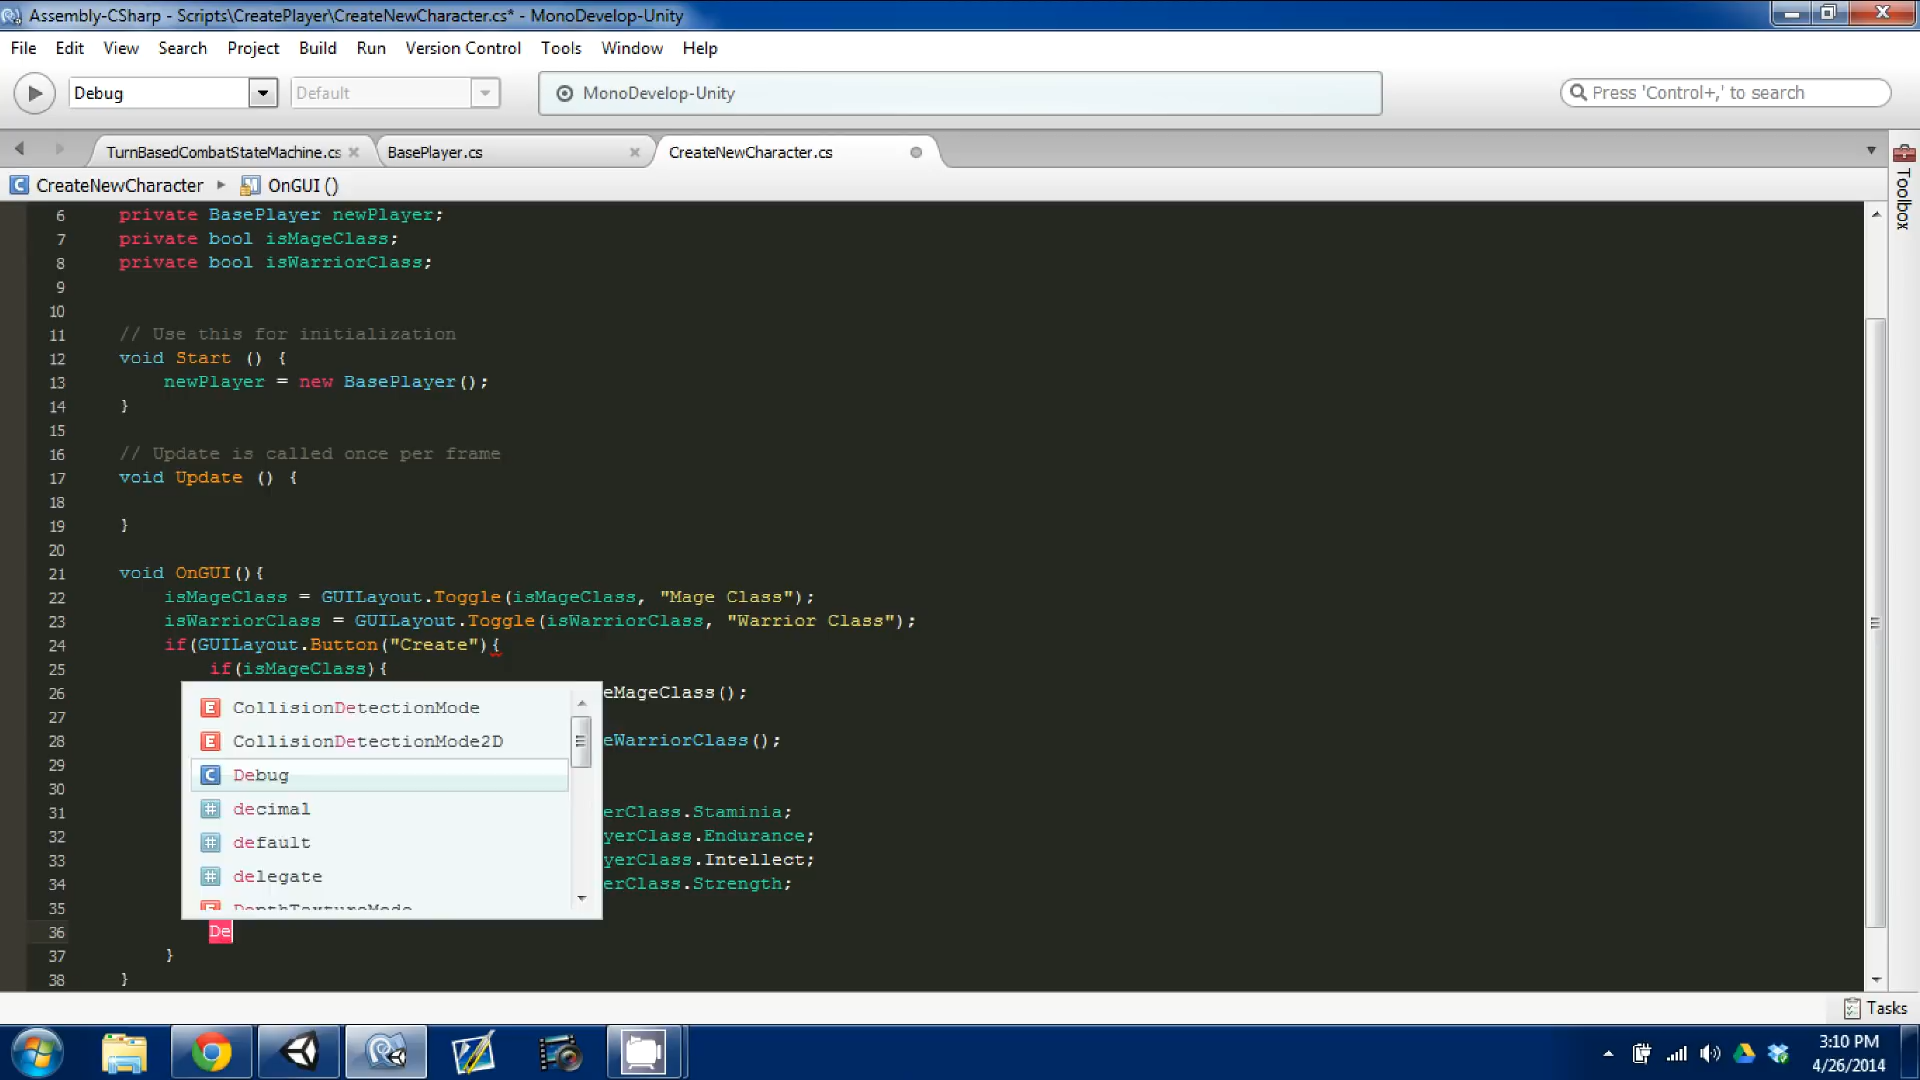 Assembly-CSharp - Scripts\CreatePlayer\CreateNewCharacter.cs* - MonoDevelop-Unity
File Edit View Search Project Build Run Version Control Tools Window Help
Debug Default MonoDevelop-Unity Press 'Control+,' to search
TurnBasedCombatStateMachine.cs BasePlayer.cs CreateNewCharacter.cs
CreateNewCharacter OnGUI ()
Toolbox
6 private BasePlayer newPlayer;
7 private bool isMageClass;
8 private bool isWarriorClass;
9
10
11 // Use this for initialization
12 void Start () {
13 newPlayer = new BasePlayer();
14 }
15
16 // Update is called once per frame
17 void Update () {
18
19 }
20
21 void OnGUI(){
22 isMageClass = GUILayout.Toggle(isMageClass, "Mage Class");
23 isWarriorClass = GUILayout.Toggle(isWarriorClass, "Warrior Class");
24 if(GUILayout.Button("Create"){
25 if(isMageClass){
26 eMageClass();
27
28 eWarriorClass();
29
30
31 erClass.Staminia;
32 yerClass.Endurance;
33 yerClass.Intellect;
34 erClass.Strength;
35
36 De
37 }
38 }
CollisionDetectionMode
CollisionDetectionMode2D
Debug
decimal
default
delegate
DepthTextureMode
Tasks
3:10 PM
4/26/2014